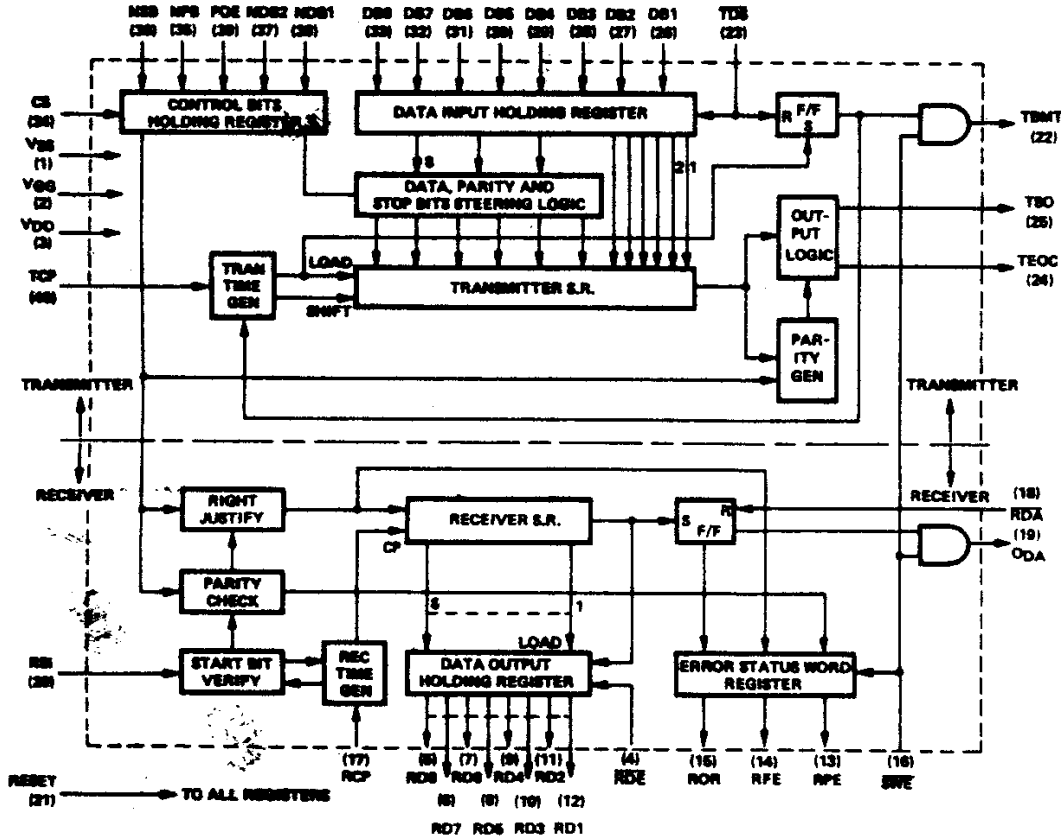 NSB NPB POE NDB2 NDB1 DB8 DB7 DB6 DB5 DB4 DB3 DB2 DB1 TDS
(36) (35) (39) (37) (38) (33) (32) (31) (30) (29) (28) (27) (26) (23)
CS
(34)
CONTROL BITS
HOLDING REGISTER
DATA INPUT HOLDING REGISTER
R F/F
S
TBMT
(22)
VSS
(1)
VGG
(2)
VDD
(3)
8
2 1
DATA, PARITY AND
STOP BITS STEERING LOGIC
OUT-
PUT
LOGIC
TSO
(25)
TEOC
(24)
TCP
(40)
TRAN
TIME
GEN
LOAD
SHIFT
TRANSMITTER S.R.
PAR-
ITY
GEN
TRANSMITTER
TRANSMITTER
RECEIVER
RECEIVER
RIGHT
JUSTIFY
RECEIVER S.R.
CP
S R
F/F
(18)
RDA
(19)
ODA
PARITY
CHECK
8 1
RSI
(20)
START BIT
VERIFY
REC
TIME
GEN
LOAD
DATA OUTPUT
HOLDING REGISTER
ERROR STATUS WORD
REGISTER
(17)
RCP
(5) (7) (9) (11)
RD8 RD6 RD4 RD2
(4)
RDE
(15)
ROR
(14)
RFE
(13)
RPE
(16)
SWE
RESET
(21)
TO ALL REGISTERS
(6) (8) (10) (12)
RD7 RD5 RD3 RD1